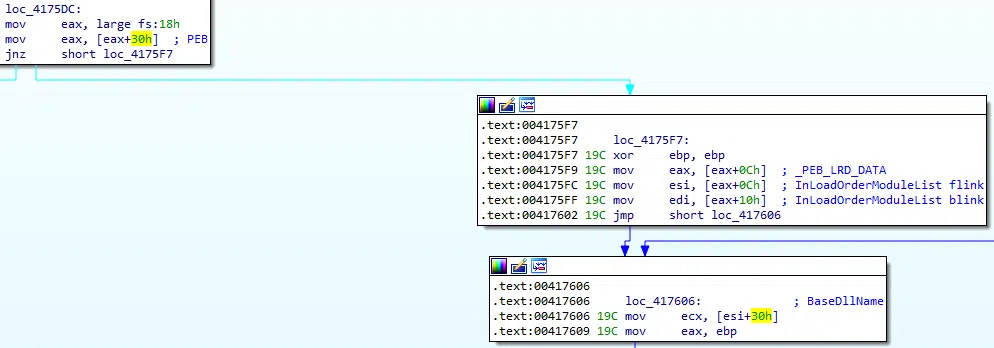 loc_4175DC:
mov eax, large fs:18h
mov eax, [eax+30h] ; PEB
jnz short loc_4175F7
.text:004175F7
.text:004175F7 loc_4175F7:
.text:004175F7 19C xor ebp, ebp
.text:004175F9 19C mov eax, [eax+0Ch] ; _PEB_LRD_DATA
.text:004175FC 19C mov esi, [eax+0Ch] ; InLoadOrderModuleList flink
.text:004175FF 19C mov edi, [eax+10h] ; InLoadOrderModuleList blink
.text:00417602 19C jmp short loc_417606
.text:00417606
.text:00417606 loc_417606: ; BaseDllName
.text:00417606 19C mov ecx, [esi+30h]
.text:00417609 19C mov eax, ebp